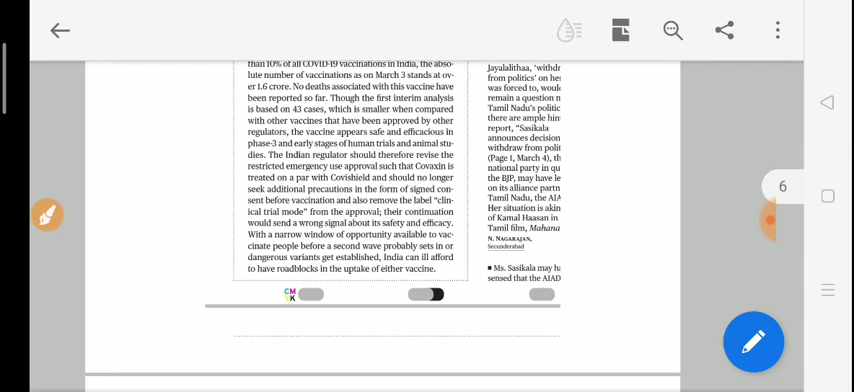 than 10% of all COVID-19 vaccinations in India, the abso-
lute number of vaccinations as on March 3 stands at ov-
er 1.6 crore. No deaths associated with this vaccine have
been reported so far. Though the first interim analysis
is based on 43 cases, which is smaller when compared
with other vaccines that have been approved by other
regulators, the vaccine appears safe and efficacious in
phase-3 and early stages of human trials and animal stu-
dies. The Indian regulator should therefore revise the
restricted emergency use approval such that Covaxin is
treated on a par with Covishield and should no longer
seek additional precautions in the form of signed con-
sent before vaccination and also remove the label “clin-
ical trial mode” from the approval; their continuation
would send a wrong signal about its safety and efficacy.
With a narrow window of opportunity available to vac-
cinate people before a second wave probably sets in or
dangerous variants get established, India can ill afford
to have roadblocks in the uptake of either vaccine.
Jayalalithaa, ‘withdr
from politics’ on her
was forced to, would
remain a question n
Tamil Nadu's politic
there are ample hin
report, “Sasikala
announces decision
withdraw from polit
(Page 1, March 4), th
national party in qu
the BJP, may have le
on its alliance partn
Tamil Nadu, the AIA
Her situation is akin
of Kamal Haasan in
Tamil film, Mahana
N. NAGARAJAN,
Secunderabad
■ Ms. Sasikala may ha
sensed that the AIAD
CM
YK
6